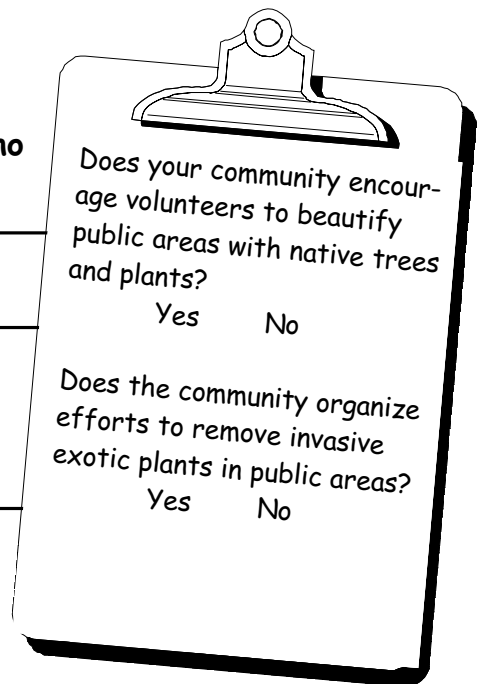 Does your community encour-
age volunteers to beautify
public areas with native trees
and plants?
Yes No
Does the community organize
efforts to remove invasive
exotic plants in public areas?
Yes No